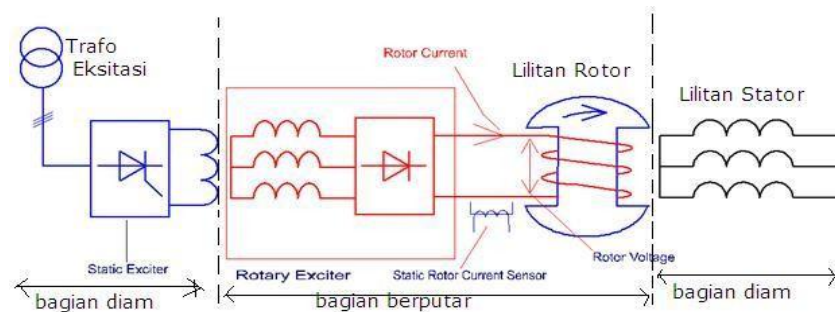 Trafo
Eksitasi
Rotor Current
Lilitan Rotor
Lilitan Stator
Static Exciter
Rotary Exciter
Static Rotor Current Sensor
Rotor Voltage
bagian diam
bagian berputar
bagian diam